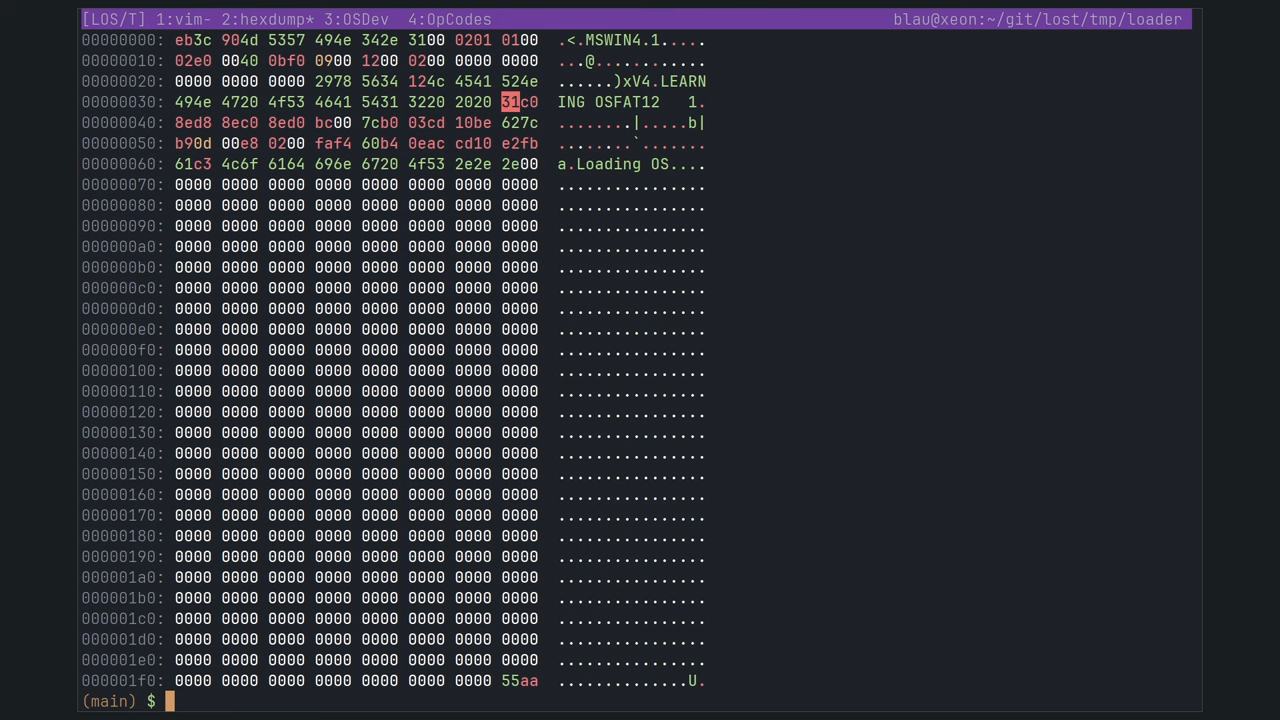 [LOS/T] 1:vim- 2:hexdump* 3:OSDev  4:OpCodes blau@xeon:~/git/lost/tmp/loader
00000000: eb3c 904d 5357 494e 342e 3100 0201 0100  .<.MSWIN4.1.....
00000010: 02e0 0040 0bf0 0900 1200 0200 0000 0000  ...@............
00000020: 0000 0000 0000 2978 5634 124c 4541 524e  ......)xV4.LEARN
00000030: 494e 4720 4f53 4641 5431 3220 2020 31c0  ING OSFAT12   1.
00000040: 8ed8 8ec0 8ed0 bc00 7cb0 03cd 10be 627c  ........|.....b|
00000050: b90d 00e8 0200 faf4 60b4 0eac cd10 e2fb  ........`.......
00000060: 61c3 4c6f 6164 696e 6720 4f53 2e2e 2e00  a.Loading OS....
00000070: 0000 0000 0000 0000 0000 0000 0000 0000  ................
00000080: 0000 0000 0000 0000 0000 0000 0000 0000  ................
00000090: 0000 0000 0000 0000 0000 0000 0000 0000  ................
000000a0: 0000 0000 0000 0000 0000 0000 0000 0000  ................
000000b0: 0000 0000 0000 0000 0000 0000 0000 0000  ................
000000c0: 0000 0000 0000 0000 0000 0000 0000 0000  ................
000000d0: 0000 0000 0000 0000 0000 0000 0000 0000  ................
000000e0: 0000 0000 0000 0000 0000 0000 0000 0000  ................
000000f0: 0000 0000 0000 0000 0000 0000 0000 0000  ................
00000100: 0000 0000 0000 0000 0000 0000 0000 0000  ................
00000110: 0000 0000 0000 0000 0000 0000 0000 0000  ................
00000120: 0000 0000 0000 0000 0000 0000 0000 0000  ................
00000130: 0000 0000 0000 0000 0000 0000 0000 0000  ................
00000140: 0000 0000 0000 0000 0000 0000 0000 0000  ................
00000150: 0000 0000 0000 0000 0000 0000 0000 0000  ................
00000160: 0000 0000 0000 0000 0000 0000 0000 0000  ................
00000170: 0000 0000 0000 0000 0000 0000 0000 0000  ................
00000180: 0000 0000 0000 0000 0000 0000 0000 0000  ................
00000190: 0000 0000 0000 0000 0000 0000 0000 0000  ................
000001a0: 0000 0000 0000 0000 0000 0000 0000 0000  ................
000001b0: 0000 0000 0000 0000 0000 0000 0000 0000  ................
000001c0: 0000 0000 0000 0000 0000 0000 0000 0000  ................
000001d0: 0000 0000 0000 0000 0000 0000 0000 0000  ................
000001e0: 0000 0000 0000 0000 0000 0000 0000 0000  ................
000001f0: 0000 0000 0000 0000 0000 0000 0000 55aa  ..............U.
(main) $